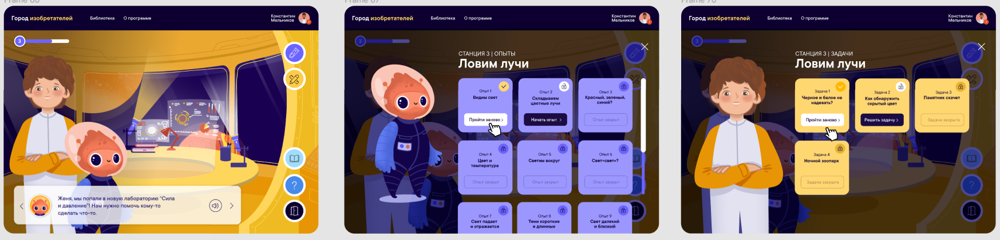 Frame 66
Город изобретателей
Библиотека
О программе
Константин
Мельников
3
Женя, мы попали в новую лабораторию "Сила
и давление"! Нам нужно помочь кому-то
сделать что-то.
?
Frame 67
Город изобретателей
Библиотека
О программе
Константин
Мельников
3
СТАНЦИЯ 3 | ОПЫТЫ
Ловим лучи
Опыт 1
Видим свет
Пройти заново >
Опыт 2
Складываем
цветные лучи
Начать опыт >
Опыт 3
Красный, зеленый,
синий?
Опыт закрыт
Опыт 4
Цвет и
температура
Опыт закрыт
Опыт 5
Светим вокруг
Опыт закрыт
Опыт 6
Свет+свет=?
Опыт закрыт
Опыт 7
Свет падает
и отражается
Опыт 8
Тени короткие
и длинные
Опыт 9
Свет далекий
и близкий
?
Frame 70
Город изобретателей
Библиотека
О программе
Константин
Мельников
3
СТАНЦИЯ 3 | ЗАДАЧИ
Ловим лучи
Задача 1
Черное и белое не
надевать?
Пройти заново >
Задача 2
Как обнаружить
скрытый цвет
Решить задачу >
Задача 3
Памятник скачет
Задача закрыта
Задача 4
Ночной зоопарк
Задача закрыта
?